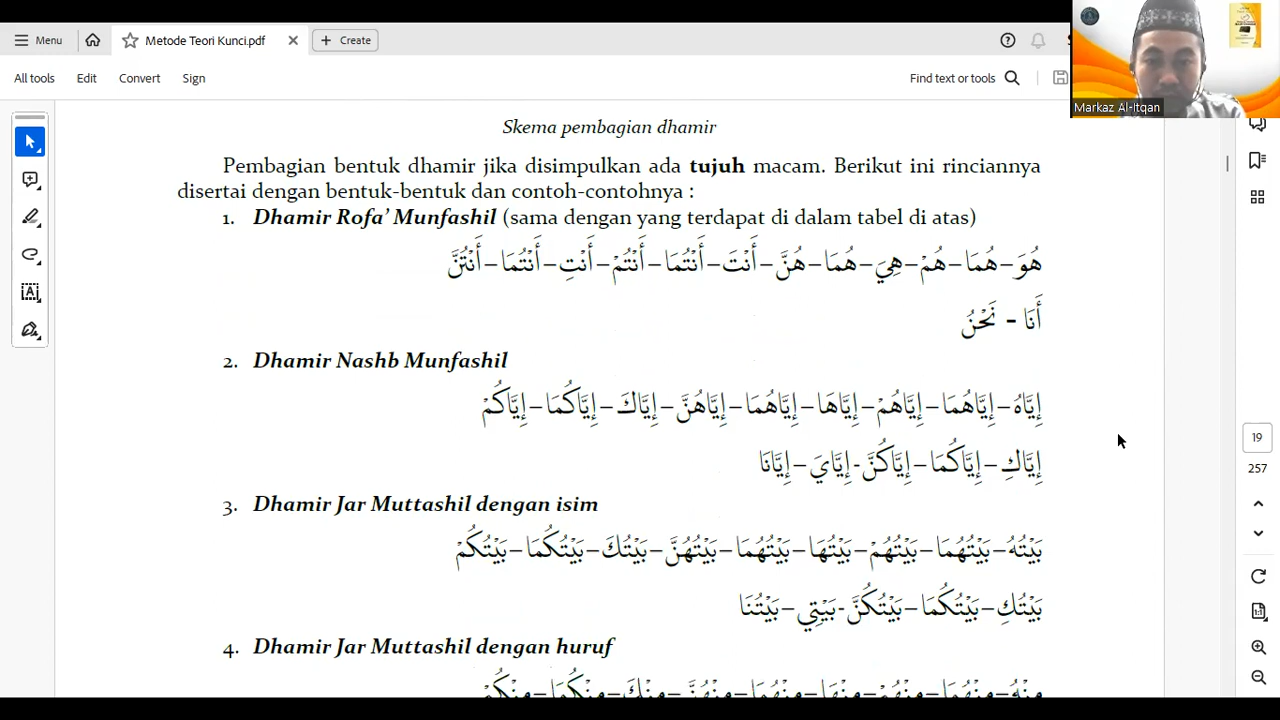 Menu
Metode Teori Kunci.pdf
Create
All tools
Edit
Convert
Sign
Find text or tools
Markaz Al-Itqan
Skema pembagian dhamir
Pembagian bentuk dhamir jika disimpulkan ada tujuh macam. Berikut ini rinciannya
disertai dengan bentuk-bentuk dan contoh-contohnya :
1. Dhamir Rofa’ Munfashil (sama dengan yang terdapat di dalam tabel di atas)
هُوَ–هُمَا–هُمْ–هِيَ–هُمَا–هُنَّ–أَنْتَ–أَنْتُمَا–أَنْتُمْ–أَنْتِ–أَنْتُمَا–أَنْتُنَّ
أَنَا - نَحْنُ
2. Dhamir Nashb Munfashil
إِيَّاهُ–إِيَّاهُمَا–إِيَّاهُمْ–إِيَّاهَا–إِيَّاهُمَا–إِيَّاهُنَّ–إِيَّاكَ–إِيَّاكُمَا–إِيَّاكُمْ
إِيَّاكِ–إِيَّاكُمَا–إِيَّاكُنَّ-إِيَّايَ–إِيَّانَا
3. Dhamir Jar Muttashil dengan isim
بَيْتُهُ–بَيْتُهُمَا–بَيْتُهُمْ–بَيْتُهَا–بَيْتُهُمَا–بَيْتُهُنَّ–بَيْتُكَ–بَيْتُكُمَا–بَيْتُكُمْ
بَيْتُكِ–بَيْتُكُمَا–بَيْتُكُنَّ-بَيْتِي–بَيْتُنَا
4. Dhamir Jar Muttashil dengan huruf
مِنْهُ–مِنْهُمَا–مِنْهُمْ–مِنْهَا–مِنْهُمَا–مِنْهُنَّ–مِنْكَ–مِنْكُمَا–مِنْكُمْ
19
257